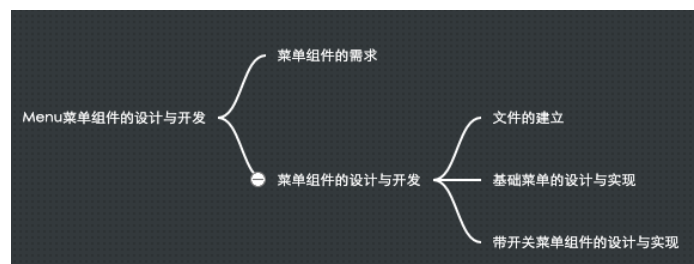 菜单组件的需求
Menu菜单组件的设计与开发
文件的建立
菜单组件的设计与开发
基础菜单的设计与实现
带开关菜单组件的设计与实现